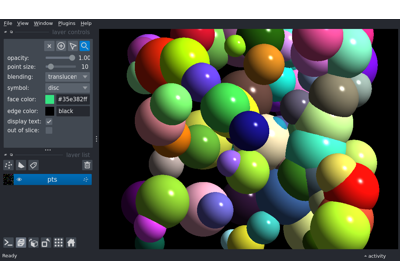 File View Window Plugins Help
layer controls
opacity: 1.00
point size: 10
blending: translucen
symbol: disc
face color: #35e382ff
edge color: black
display text:
out of slice:
layer list
pts
Ready
activity